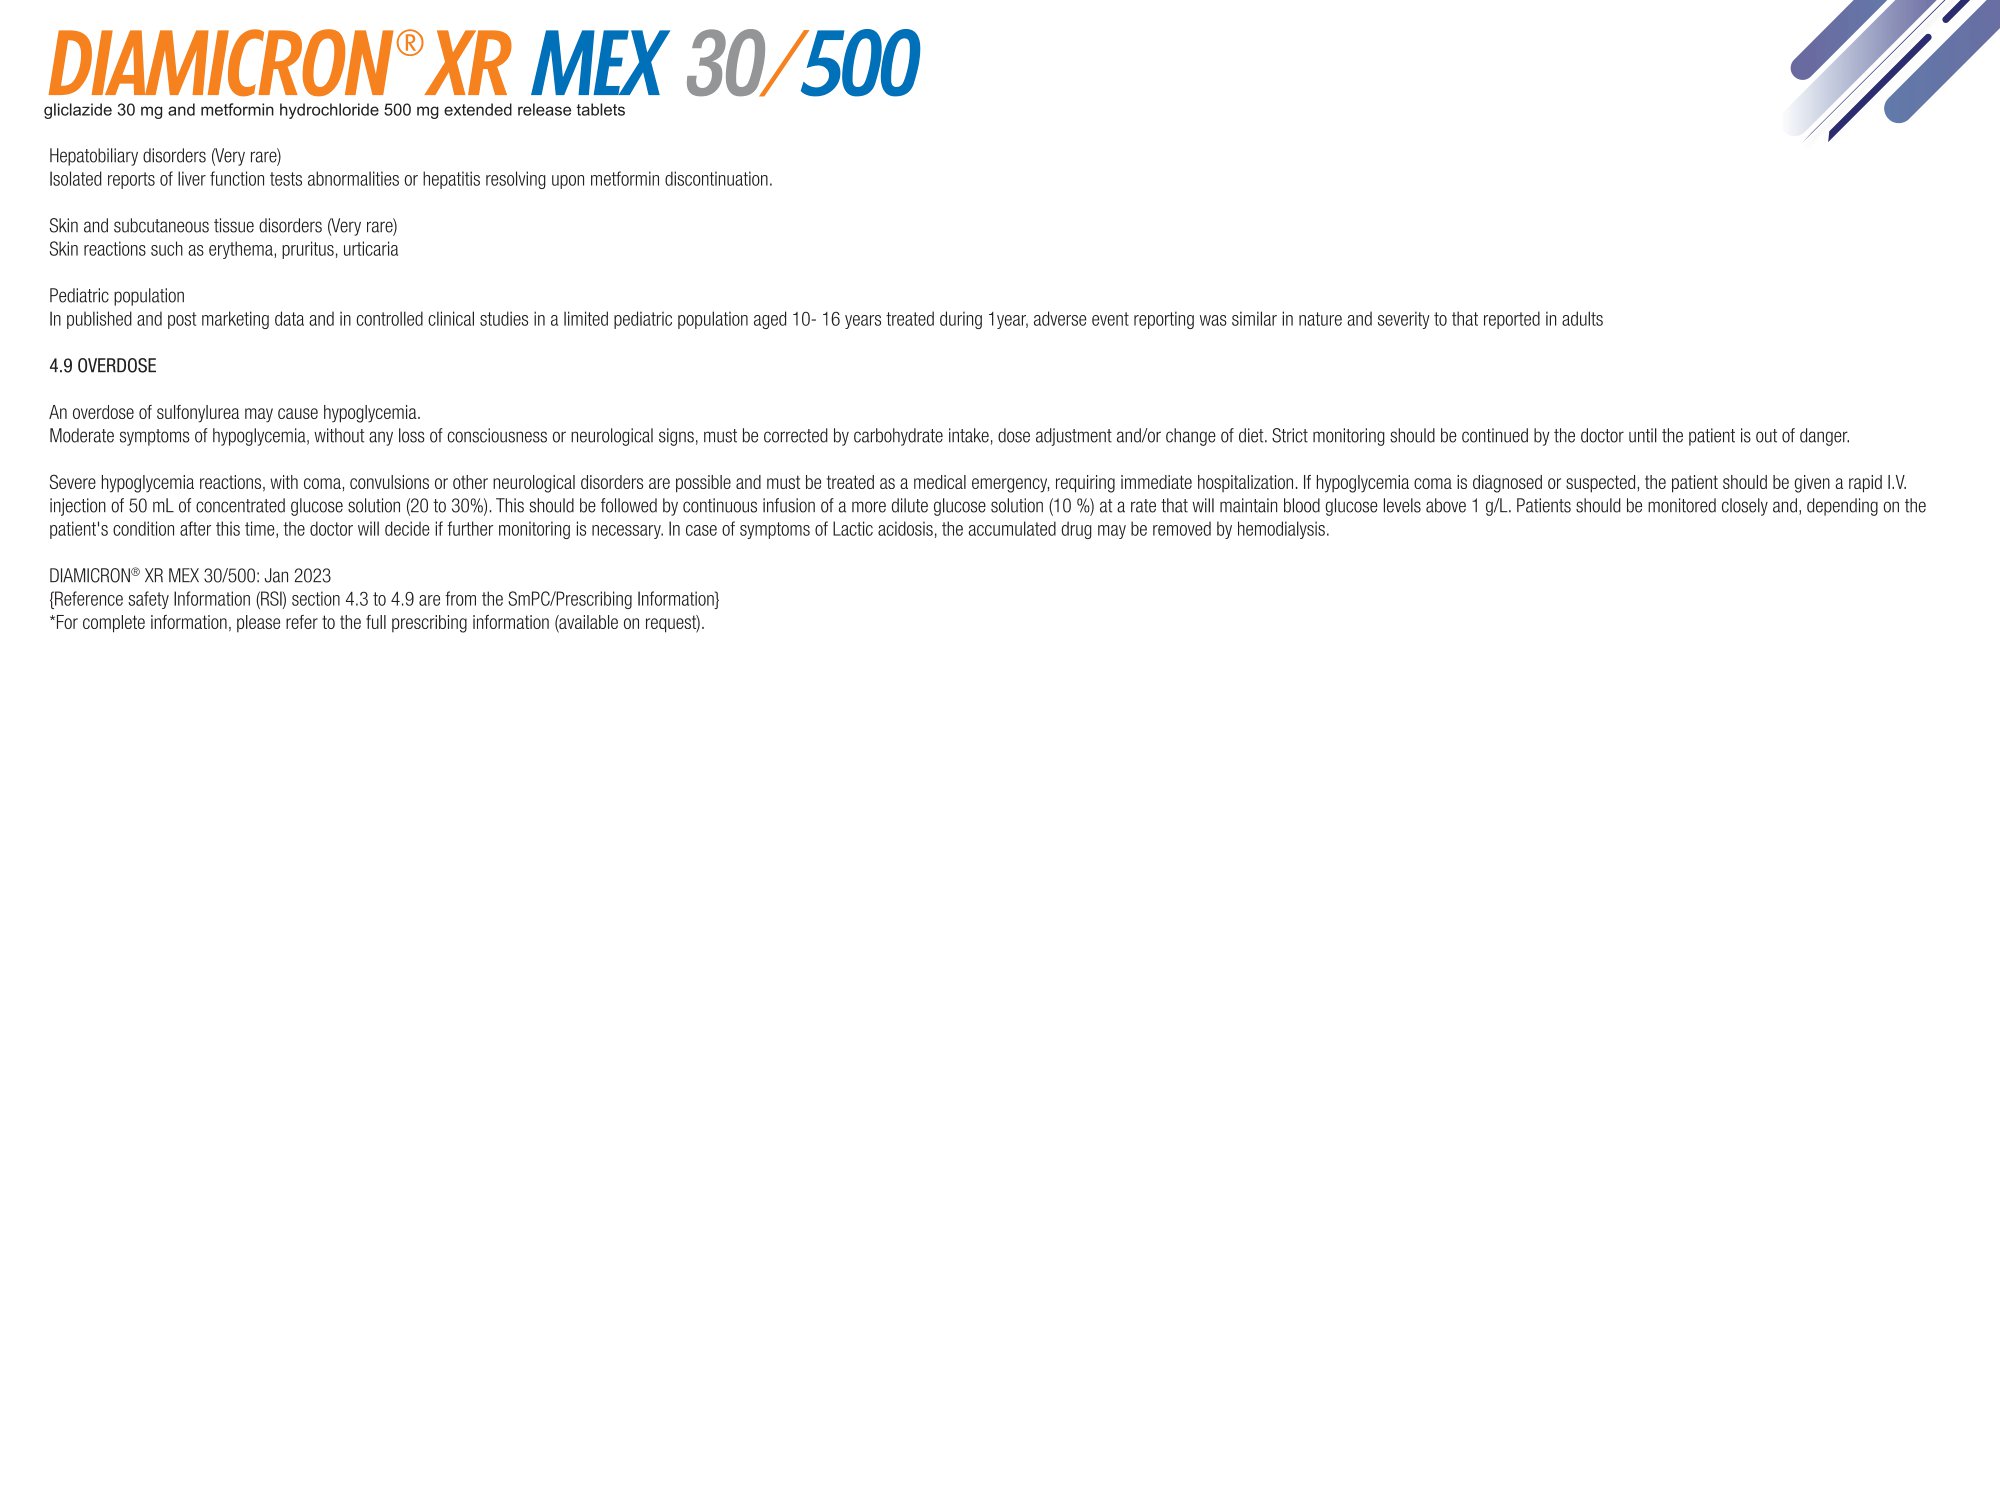 DIAMICRON® XR MEX 30/500
gliclazide 30 mg and metformin hydrochloride 500 mg extended release tablets
Hepatobiliary disorders (Very rare)
Isolated reports of liver function tests abnormalities or hepatitis resolving upon metformin discontinuation.
Skin and subcutaneous tissue disorders (Very rare)
Skin reactions such as erythema, pruritus, urticaria
Pediatric population
In published and post marketing data and in controlled clinical studies in a limited pediatric population aged 10- 16 years treated during 1year, adverse event reporting was similar in nature and severity to that reported in adults
4.9 OVERDOSE
An overdose of sulfonylurea may cause hypoglycemia.
Moderate symptoms of hypoglycemia, without any loss of consciousness or neurological signs, must be corrected by carbohydrate intake, dose adjustment and/or change of diet. Strict monitoring should be continued by the doctor until the patient is out of danger.
Severe hypoglycemia reactions, with coma, convulsions or other neurological disorders are possible and must be treated as a medical emergency, requiring immediate hospitalization. If hypoglycemia coma is diagnosed or suspected, the patient should be given a rapid I.V.
injection of 50 mL of concentrated glucose solution (20 to 30%). This should be followed by continuous infusion of a more dilute glucose solution (10 %) at a rate that will maintain blood glucose levels above 1 g/L. Patients should be monitored closely and, depending on the
patient's condition after this time, the doctor will decide if further monitoring is necessary. In case of symptoms of Lactic acidosis, the accumulated drug may be removed by hemodialysis.
DIAMICRON® XR MEX 30/500: Jan 2023
{Reference safety Information (RSI) section 4.3 to 4.9 are from the SmPC/Prescribing Information}
*For complete information, please refer to the full prescribing information (available on request).